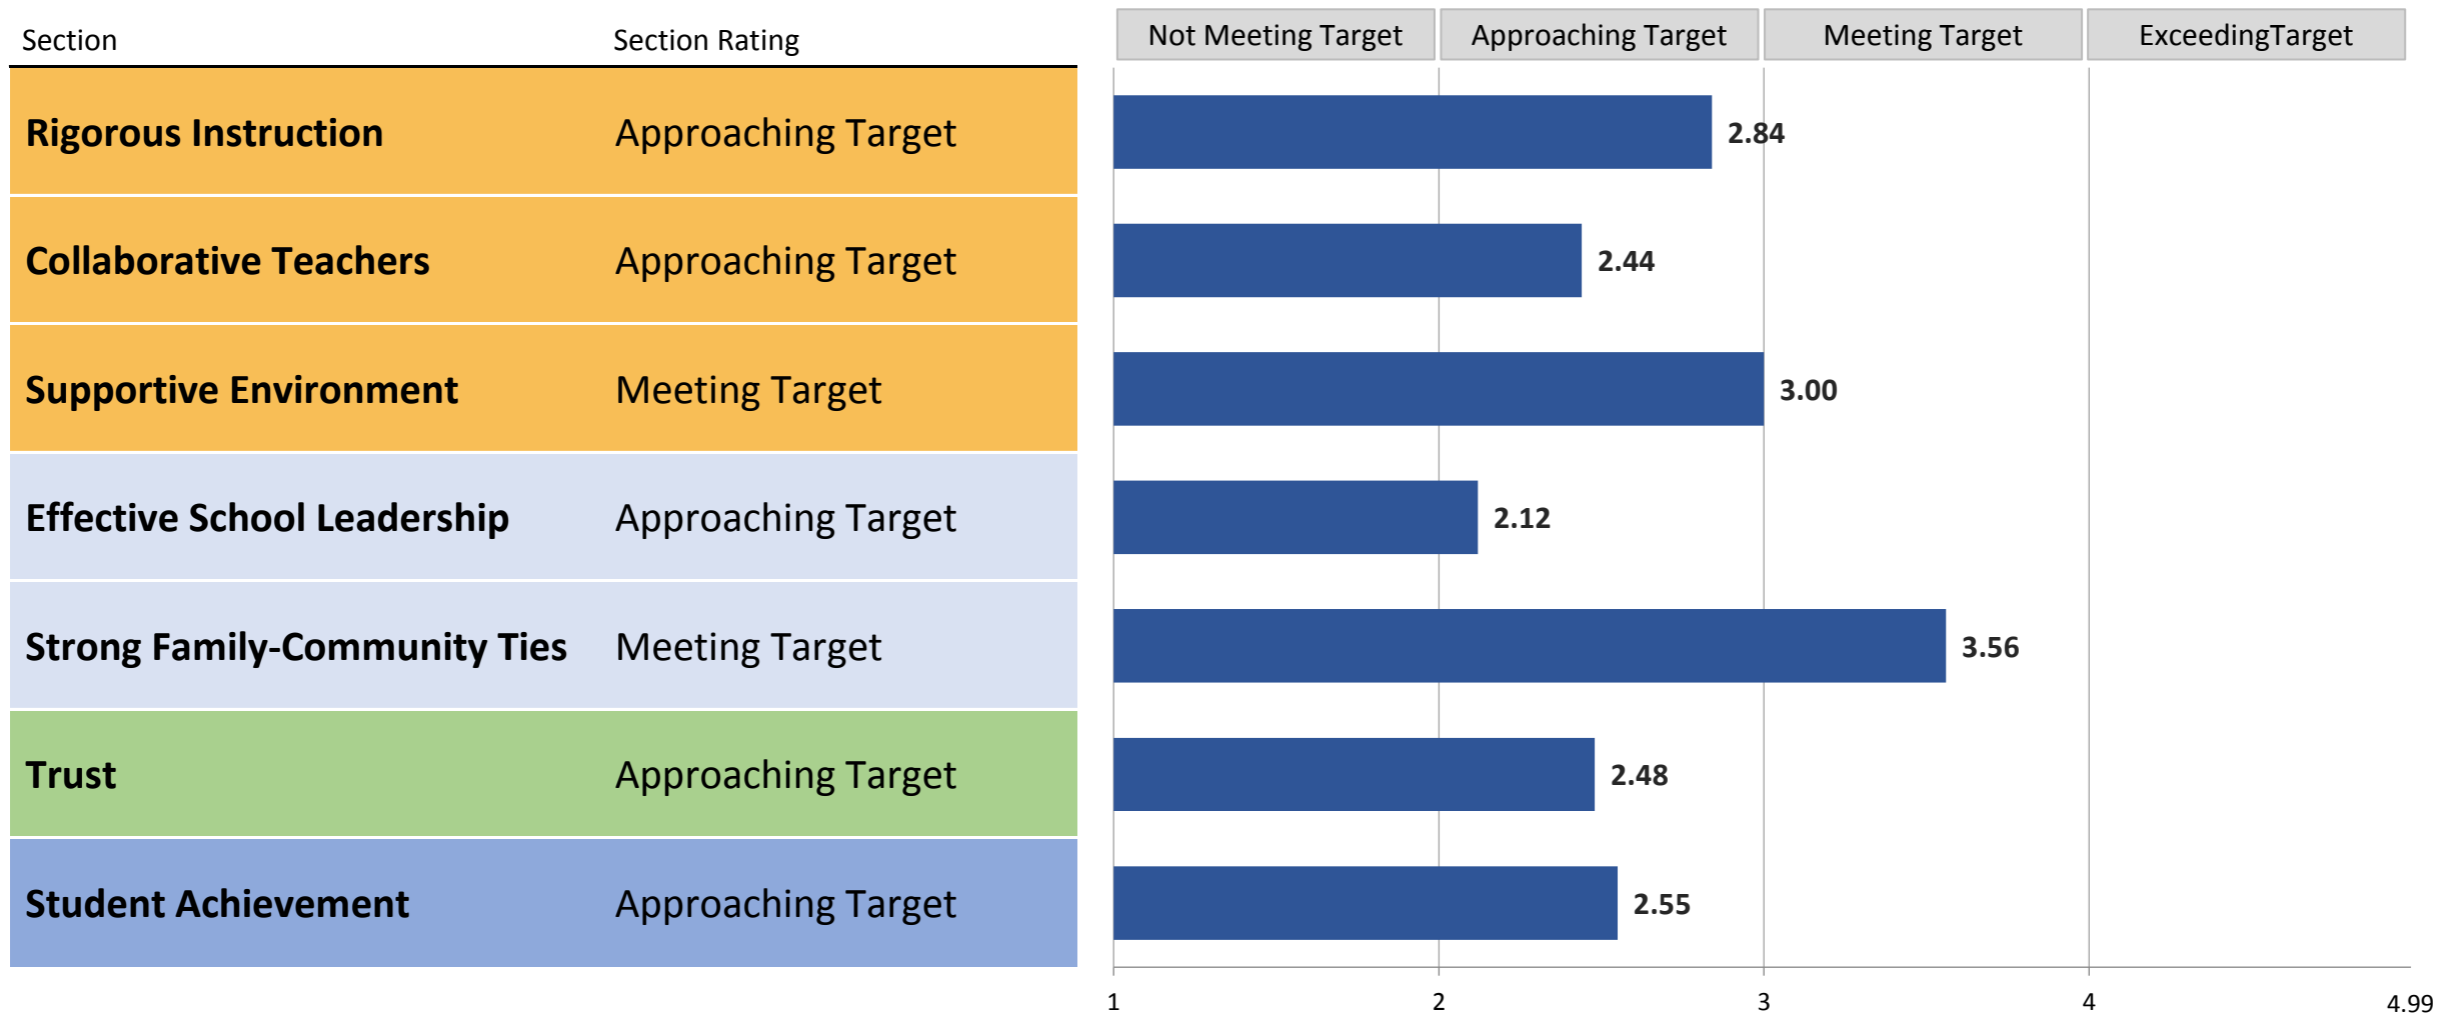 Section Section Rating Not Meeting Target Approaching Target Meeting Target ExceedingTarget
Rigorous Instruction Approaching Target 2.84
Collaborative Teachers Approaching Target 2.44
Supportive Environment Meeting Target 3.00
Effective School Leadership Approaching Target 2.12
Strong Family-Community Ties Meeting Target 3.56
Trust Approaching Target 2.48
Student Achievement Approaching Target 2.55
1 2 3 4 4.99